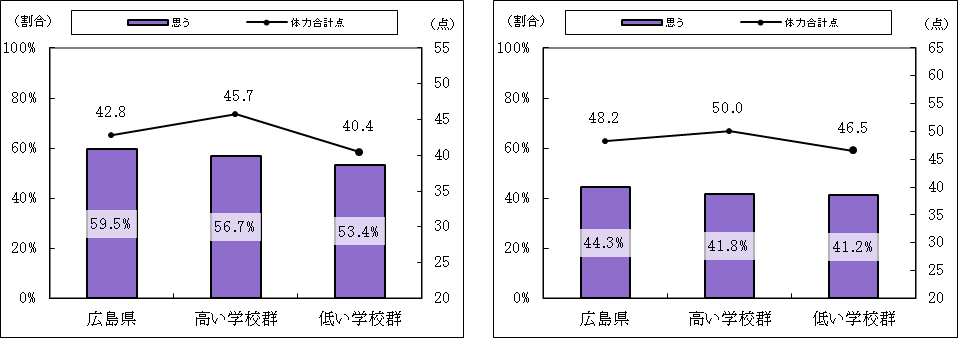 (割合) 思う 体力合計点 (点)
100% 55
80% 50
60% 45
40% 40
20% 35
0% 30
25
20
42.8 45.7 40.4
59.5% 56.7% 53.4%
広島県 高い学校群 低い学校群
(割合) 思う 体力合計点 (点)
100% 65
80% 60
60% 55
40% 50
20% 45
0% 40
35
30
25
20
48.2 50.0 46.5
44.3% 41.8% 41.2%
広島県 高い学校群 低い学校群